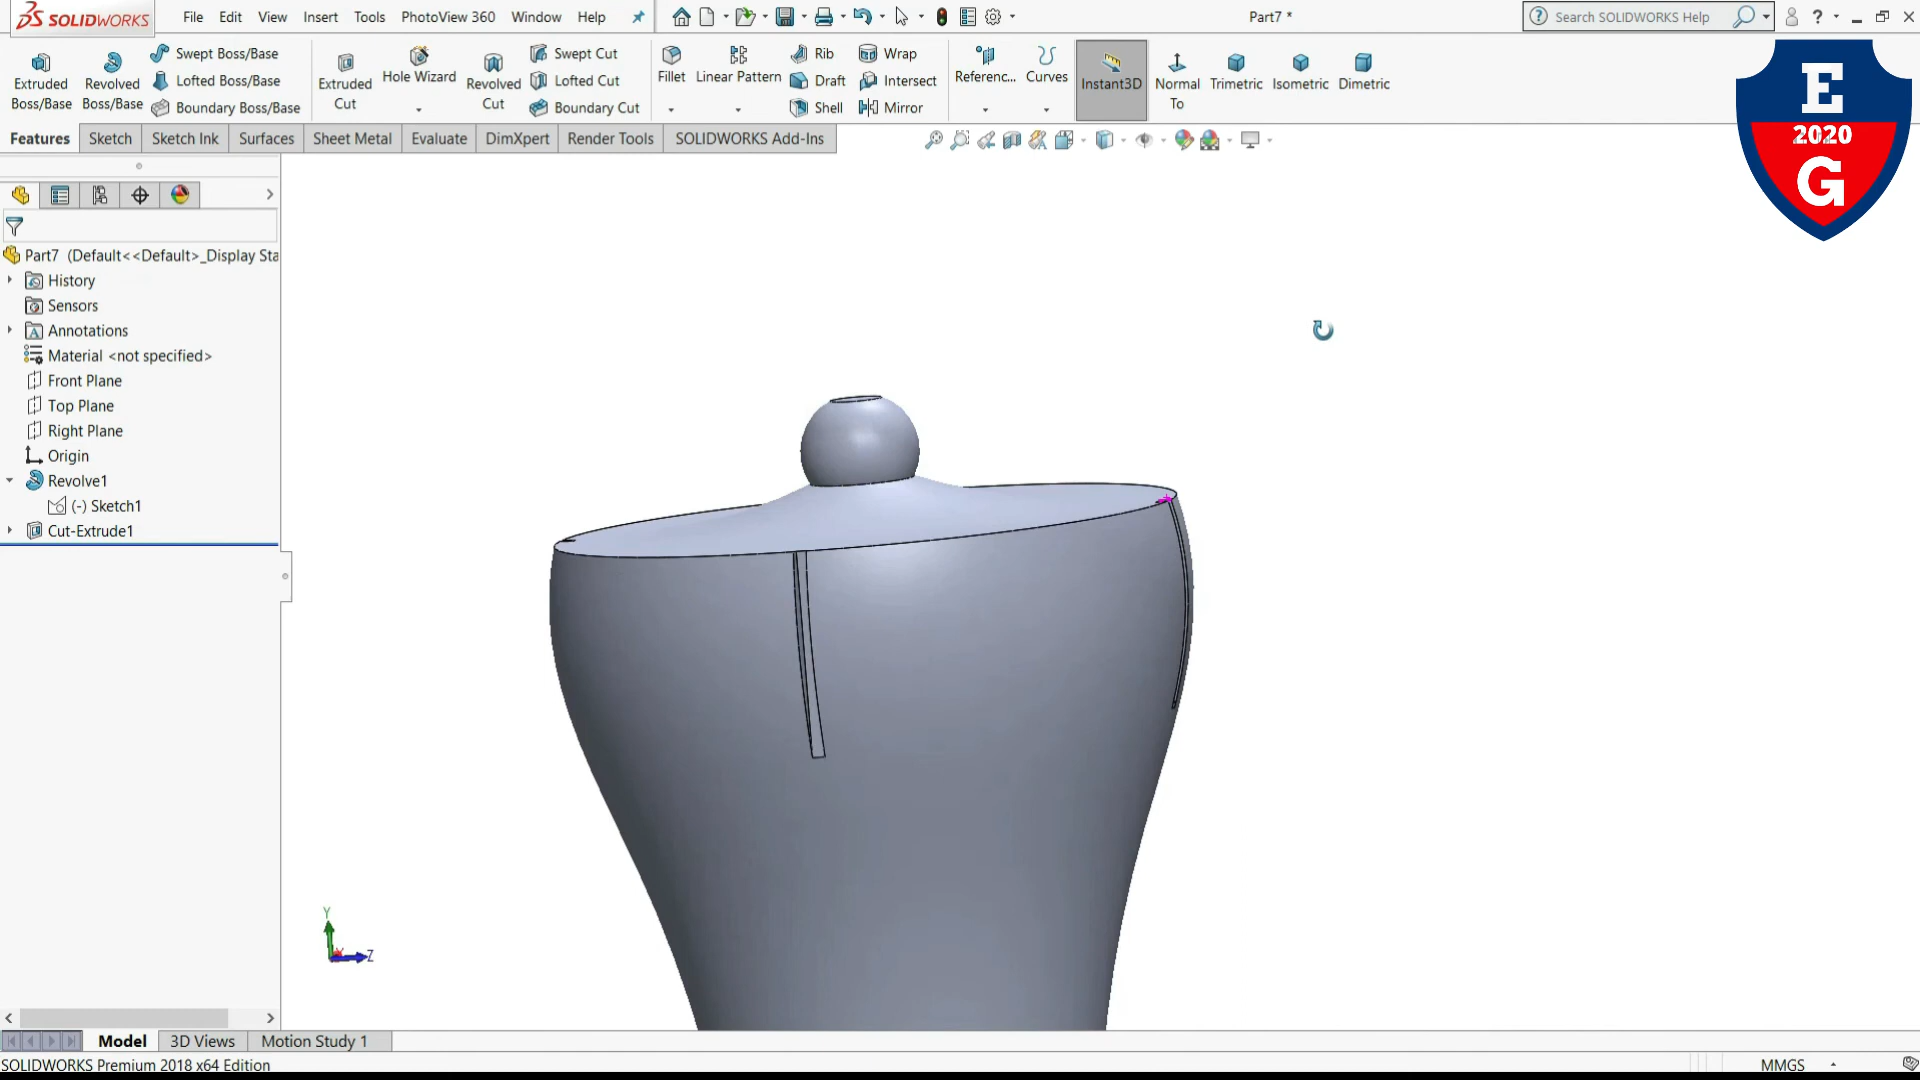 SOLIDWORKS
File Edit View Insert Tools PhotoView 360 Window Help
Part7 *
Search SOLIDWORKS Help
Extruded Boss/Base
Revolved Boss/Base
Swept Boss/Base
Lofted Boss/Base
Boundary Boss/Base
Extruded Cut
Hole Wizard
Revolved Cut
Swept Cut
Lofted Cut
Boundary Cut
Fillet
Linear Pattern
Rib
Draft
Shell
Wrap
Intersect
Mirror
Referenc...
Curves
Instant3D
Normal To
Trimetric
Isometric
Dimetric
E
2020
G
Features Sketch Sketch Ink Surfaces Sheet Metal Evaluate DimXpert Render Tools SOLIDWORKS Add-Ins
Part7 (Default<<Default>_Display Sta
History
Sensors
Annotations
Material <not specified>
Front Plane
Top Plane
Right Plane
Origin
Revolve1
(-) Sketch1
Cut-Extrude1
Y
Z
Model 3D Views Motion Study 1
SOLIDWORKS Premium 2018 x64 Edition
MMGS